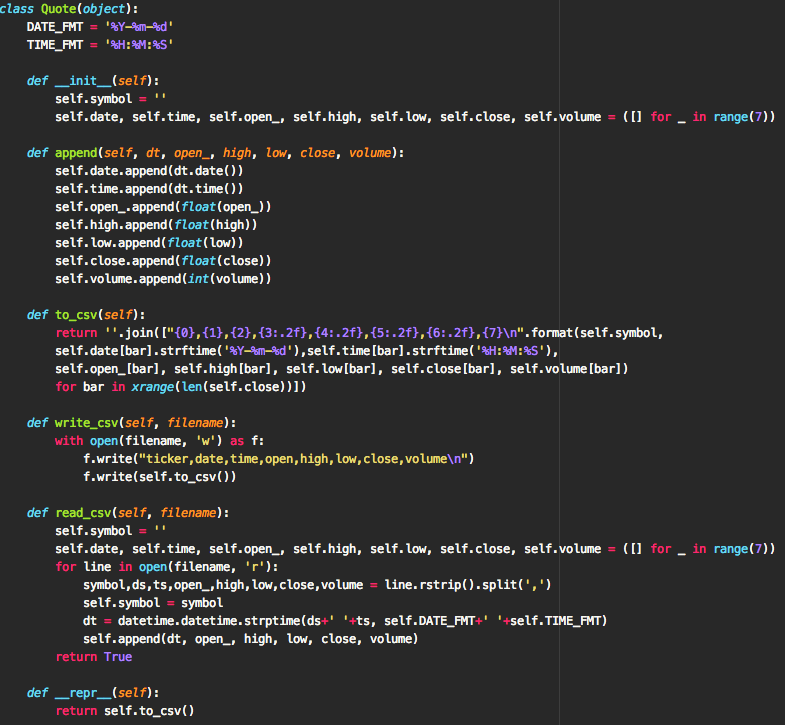 class Quote(object):
    DATE_FMT = '%Y-%m-%d'
    TIME_FMT = '%H:%M:%S'

    def __init__(self):
        self.symbol = ''
        self.date, self.time, self.open_, self.high, self.low, self.close, self.volume = ([] for _ in range(7))

    def append(self, dt, open_, high, low, close, volume):
        self.date.append(dt.date())
        self.time.append(dt.time())
        self.open_.append(float(open_))
        self.high.append(float(high))
        self.low.append(float(low))
        self.close.append(float(close))
        self.volume.append(int(volume))

    def to_csv(self):
        return ''.join(["{0},{1},{2},{3:.2f},{4:.2f},{5:.2f},{6:.2f},{7}\n".format(self.symbol,
        self.date[bar].strftime('%Y-%m-%d'),self.time[bar].strftime('%H:%M:%S'),
        self.open_[bar], self.high[bar], self.low[bar], self.close[bar], self.volume[bar])
        for bar in xrange(len(self.close))])

    def write_csv(self, filename):
        with open(filename, 'w') as f:
            f.write("ticker,date,time,open,high,low,close,volume\n")
            f.write(self.to_csv())

    def read_csv(self, filename):
        self.symbol = ''
        self.date, self.time, self.open_, self.high, self.low, self.close, self.volume = ([] for _ in range(7))
        for line in open(filename, 'r'):
            symbol,ds,ts,open_,high,low,close,volume = line.rstrip().split(',')
            self.symbol = symbol
            dt = datetime.datetime.strptime(ds+' '+ts, self.DATE_FMT+' '+self.TIME_FMT)
            self.append(dt, open_, high, low, close, volume)
        return True

    def __repr__(self):
        return self.to_csv()